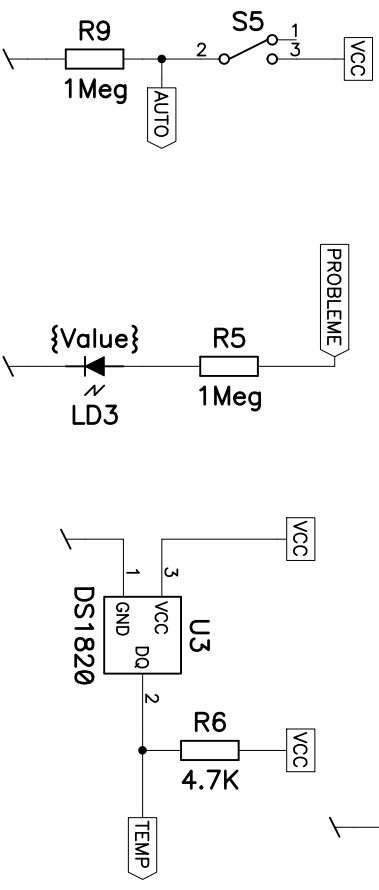 R9
1Meg
AUTO
S5
2
1
3
VCC
PROBLEME
{Value}
LD3
R5
1Meg
VCC
1
3
GND
VCC
DQ
U3
DS1820
2
R6
4.7K
VCC
TEMP